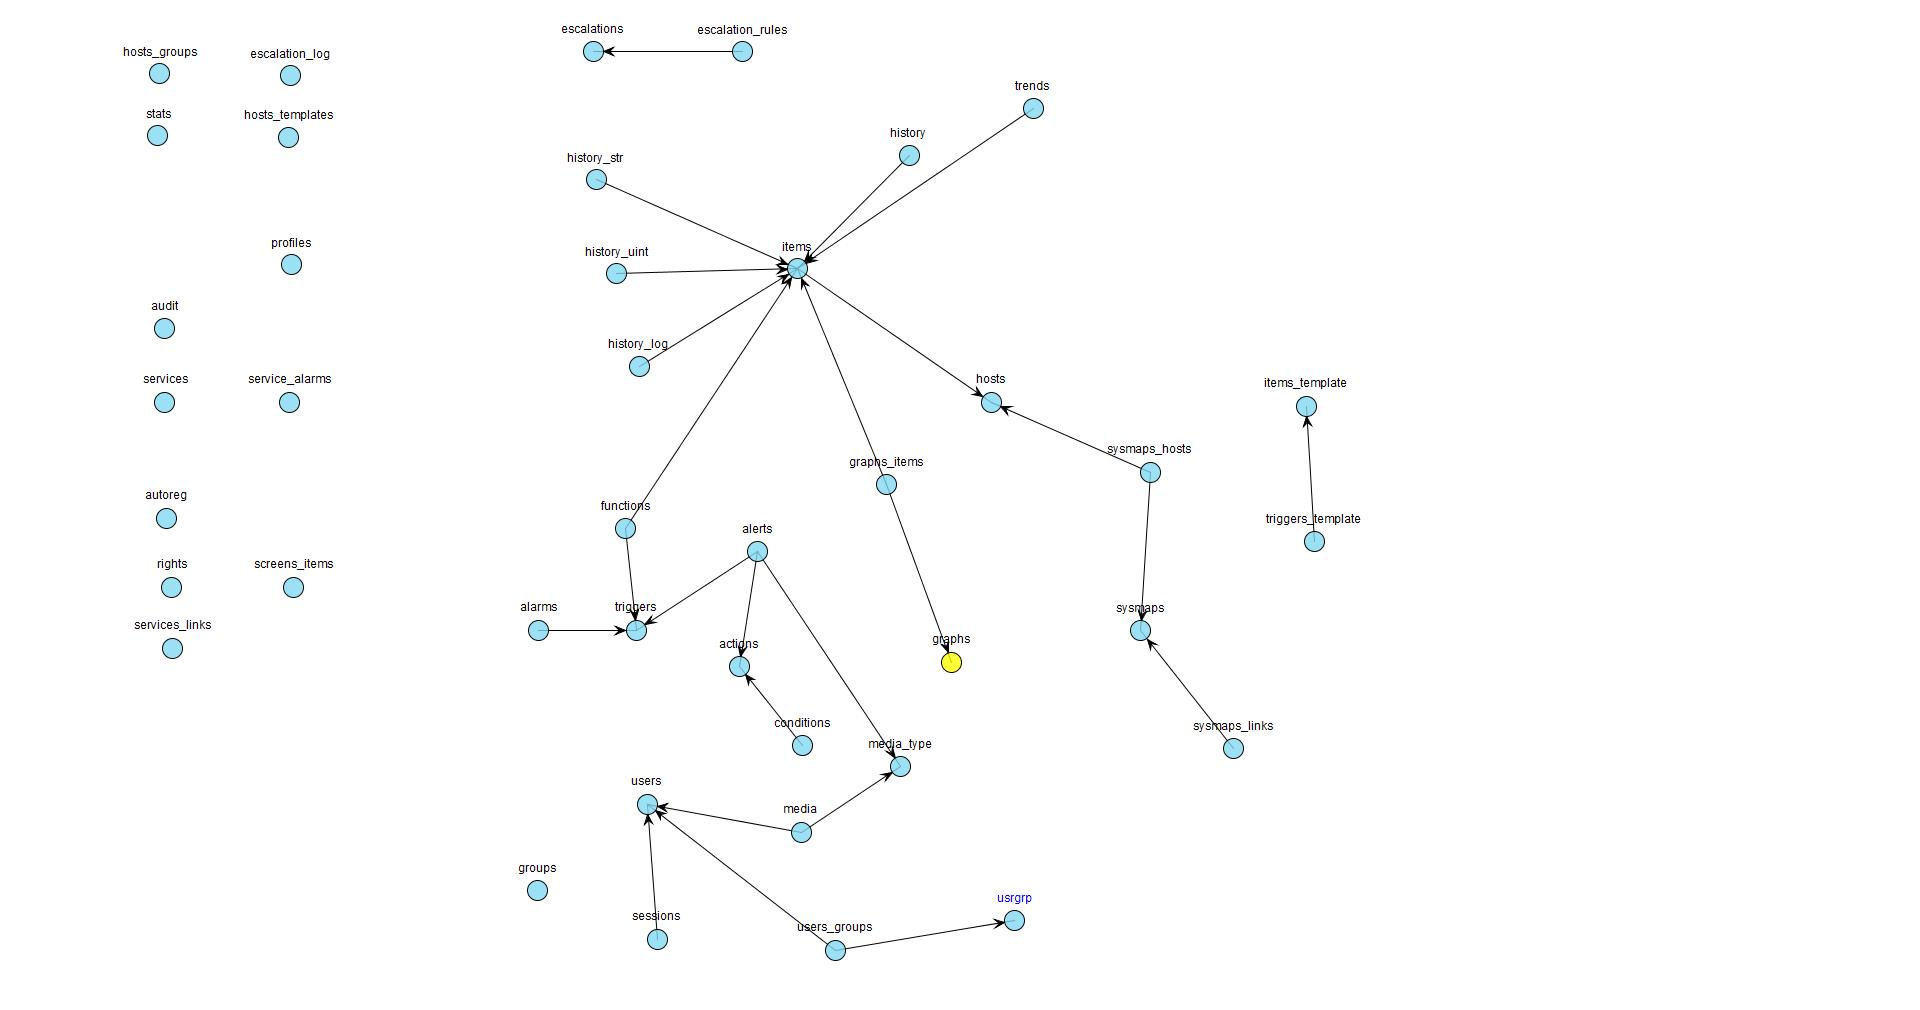 escalations
escalation_rules
hosts_groups
escalation_log
trends
stats
hosts_templates
history
history_str
profiles
items
history_uint
audit
history_log
services
service_alarms
hosts
items_template
sysmaps_hosts
graphs_items
autoreg
functions
triggers_template
alerts
rights
screens_items
alarms
triggers
sysmaps
services_links
actions
graphs
conditions
sysmaps_links
media_type
users
media
groups
usrgrp
sessions
users_groups